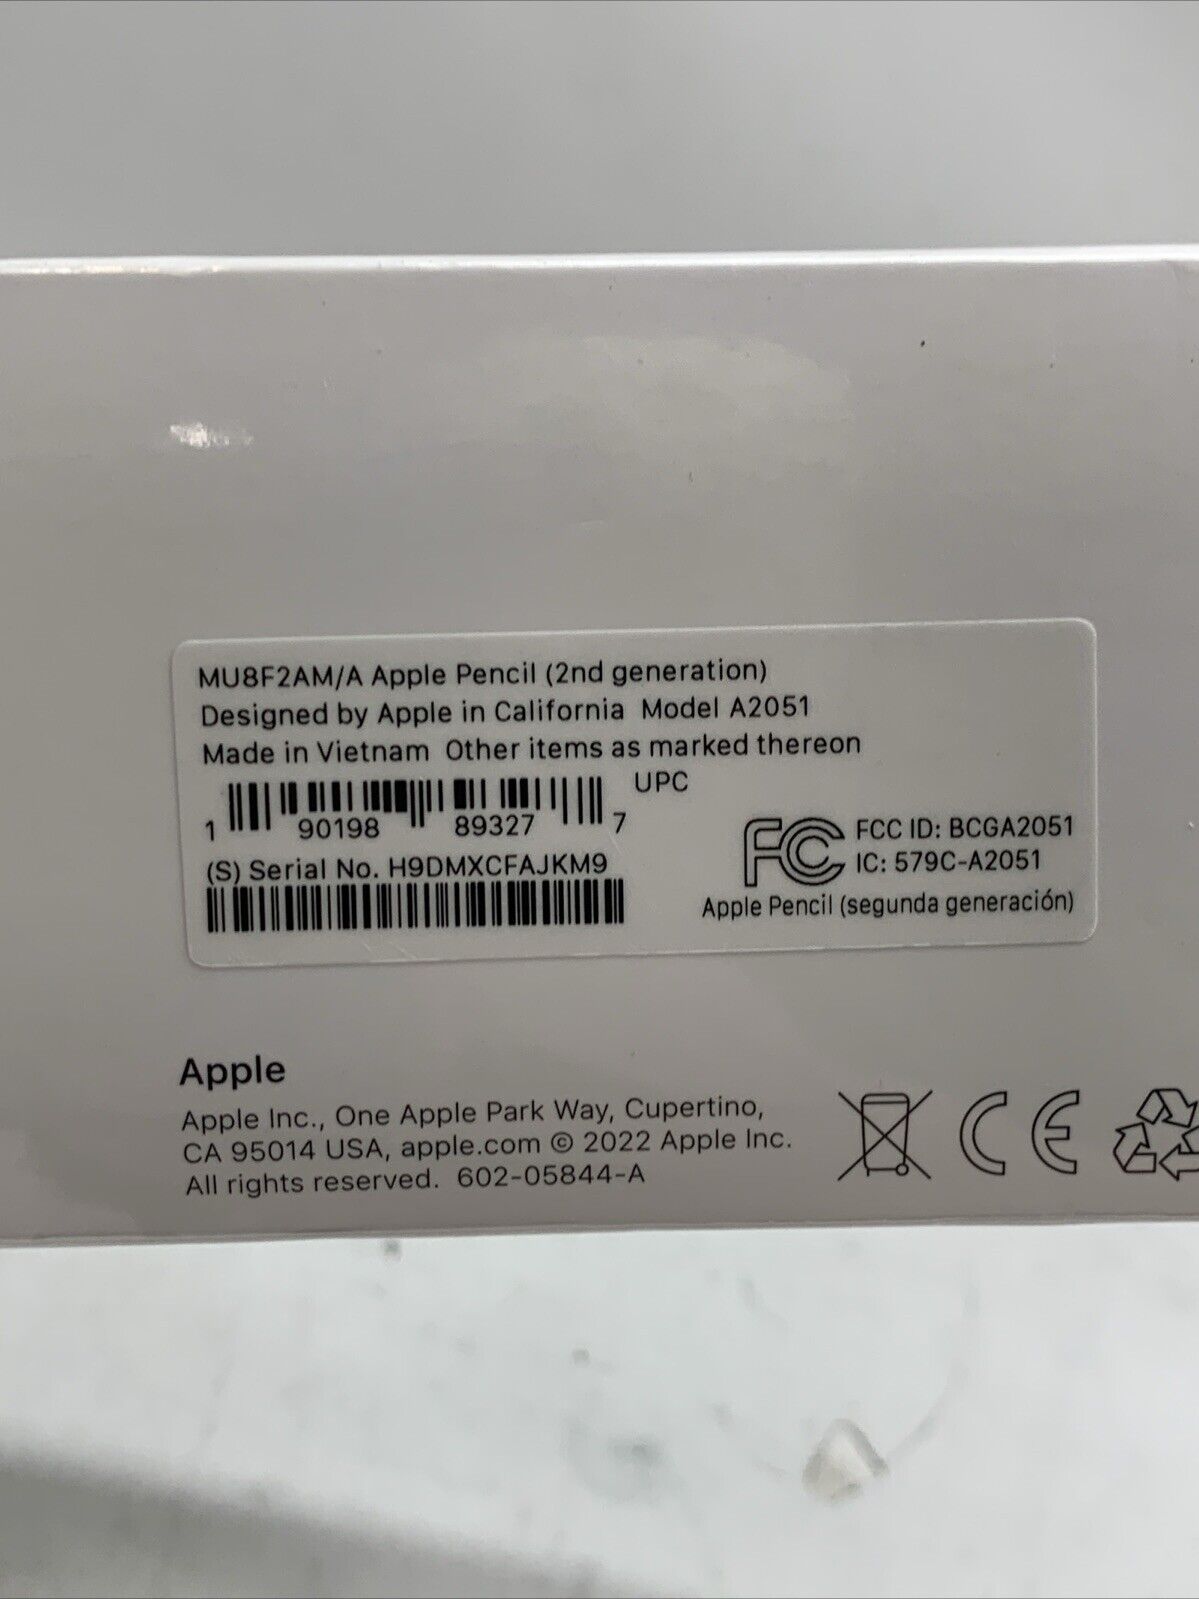 MU8F2AM/A Apple Pencil (2nd generation)
Designed by Apple in California Model A2051
Made in Vietnam Other items as marked thereon
UPC
1 90198 89327 7
(S) Serial No. H9DMXCFAJKM9
FC FCC ID: BCGA2051
IC: 579C-A2051
Apple Pencil (segunda generación)
Apple
Apple Inc., One Apple Park Way, Cupertino,
CA 95014 USA, apple.com © 2022 Apple Inc.
All rights reserved. 602-05844-A
CE